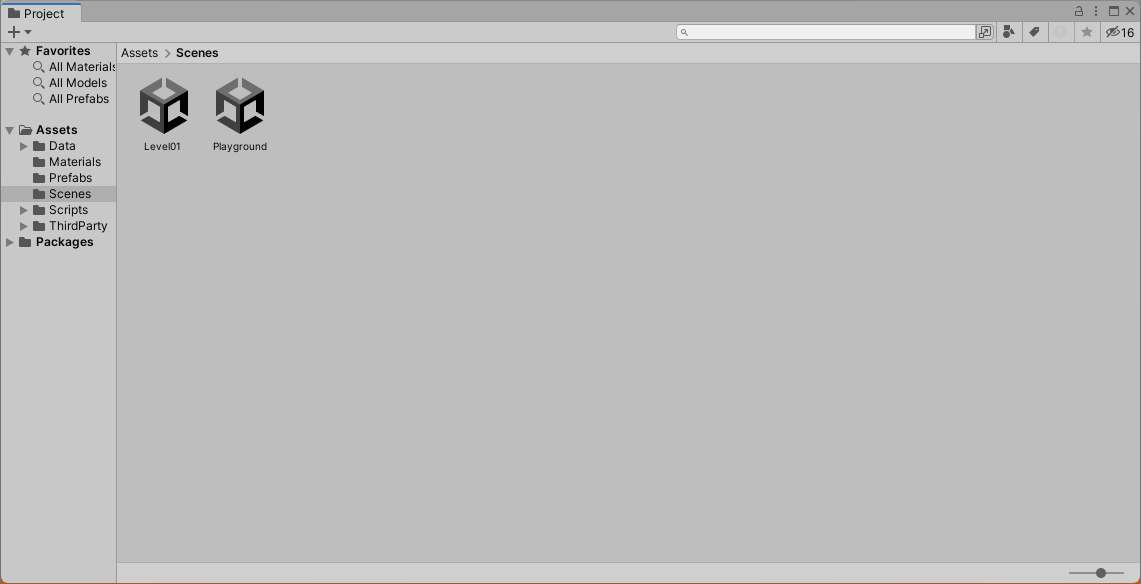 Project
16
Favorites
All Materials
All Models
All Prefabs
Assets
Data
Materials
Prefabs
Scenes
Scripts
ThirdParty
Packages
Assets > Scenes
Level01
Playground